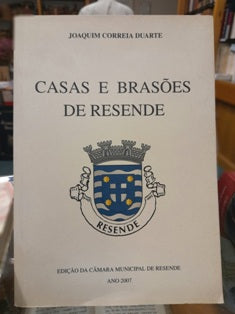 JOAQUIM CORREIA DUARTE
CASAS E BRASÕES
DE RESENDE
RESENDE
EDIÇÃO DA CÂMARA MUNICIPAL DE RESENDE
ANO 2007